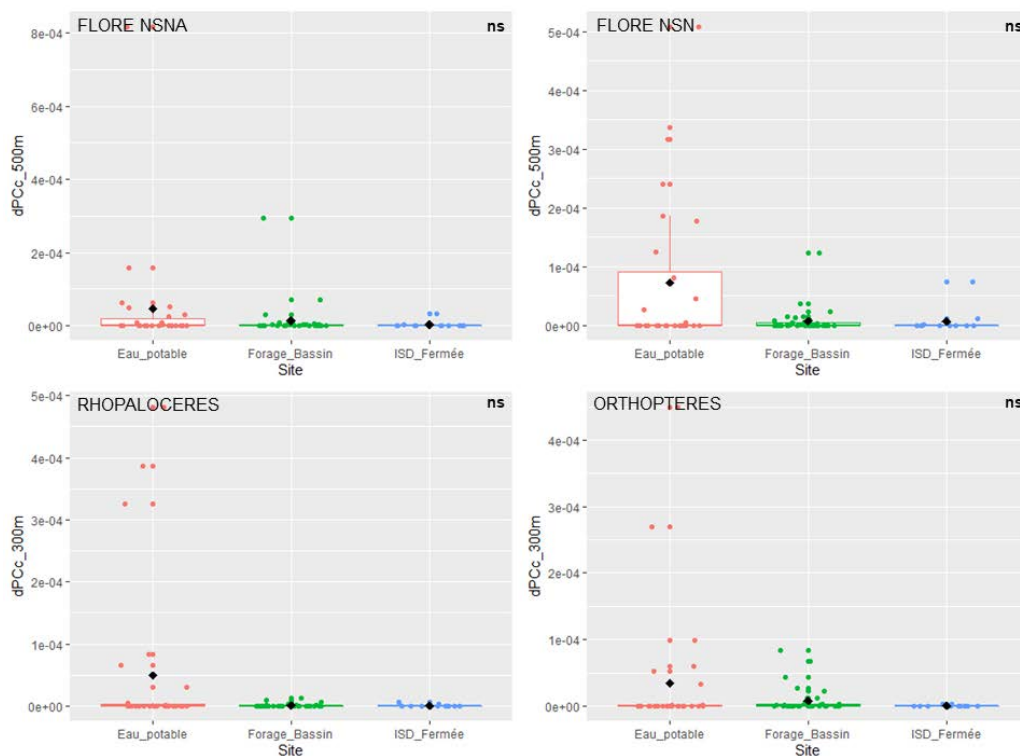 FLORE NSNA
ns
8e-04
6e-04
4e-04
2e-04
0e+00
dPCc_500m
Eau_potable
Forage_Bassin
ISD_Fermée
Site
FLORE NSN
ns
5e-04
4e-04
3e-04
2e-04
1e-04
0e+00
dPCc_500m
Eau_potable
Forage_Bassin
ISD_Fermée
Site
RHOPALOCERES
ns
5e-04
4e-04
3e-04
2e-04
1e-04
0e+00
dPCc_300m
Eau_potable
Forage_Bassin
ISD_Fermée
Site
ORTHOPTERES
ns
4e-04
3e-04
2e-04
1e-04
0e+00
dPCc_300m
Eau_potable
Forage_Bassin
ISD_Fermée
Site